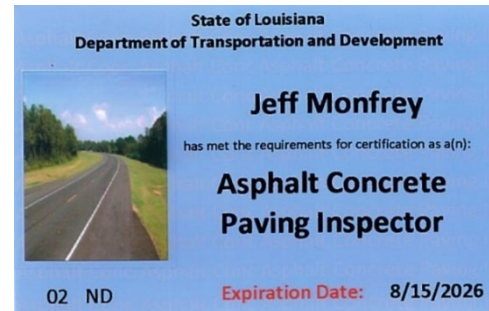 State of Louisiana
Department of Transportation and Development
Jeff Monfrey
has met the requirements for certification as a(n):
Asphalt Concrete
Paving Inspector
02 ND
Expiration Date: 8/15/2026